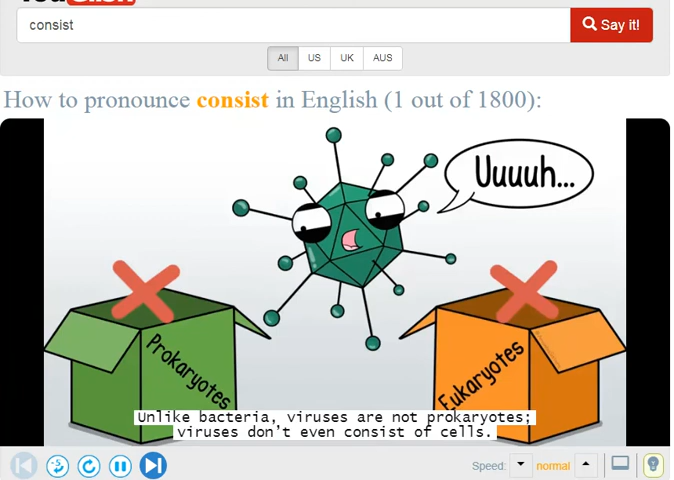 consist
Say it!
All
US
UK
AUS
How to pronounce consist in English (1 out of 1800):
Uuuuh...
Prokaryotes
Eukaryotes
Unlike bacteria, viruses are not prokaryotes;
viruses don't even consist of cells.
5
Speed:
normal